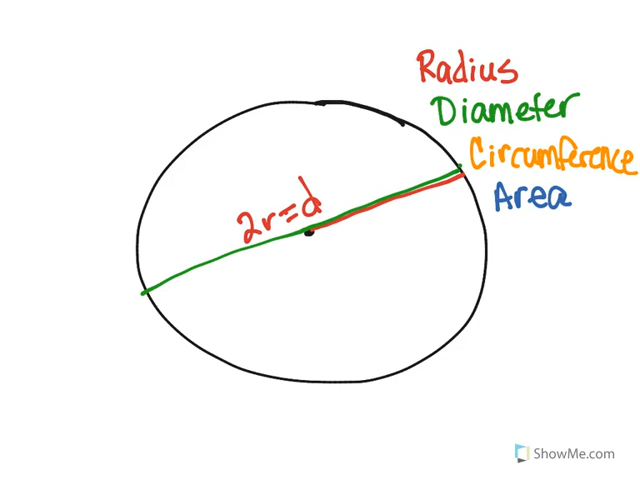 Radius
Diameter
Circumference
Area
2r=d
ShowMe.com